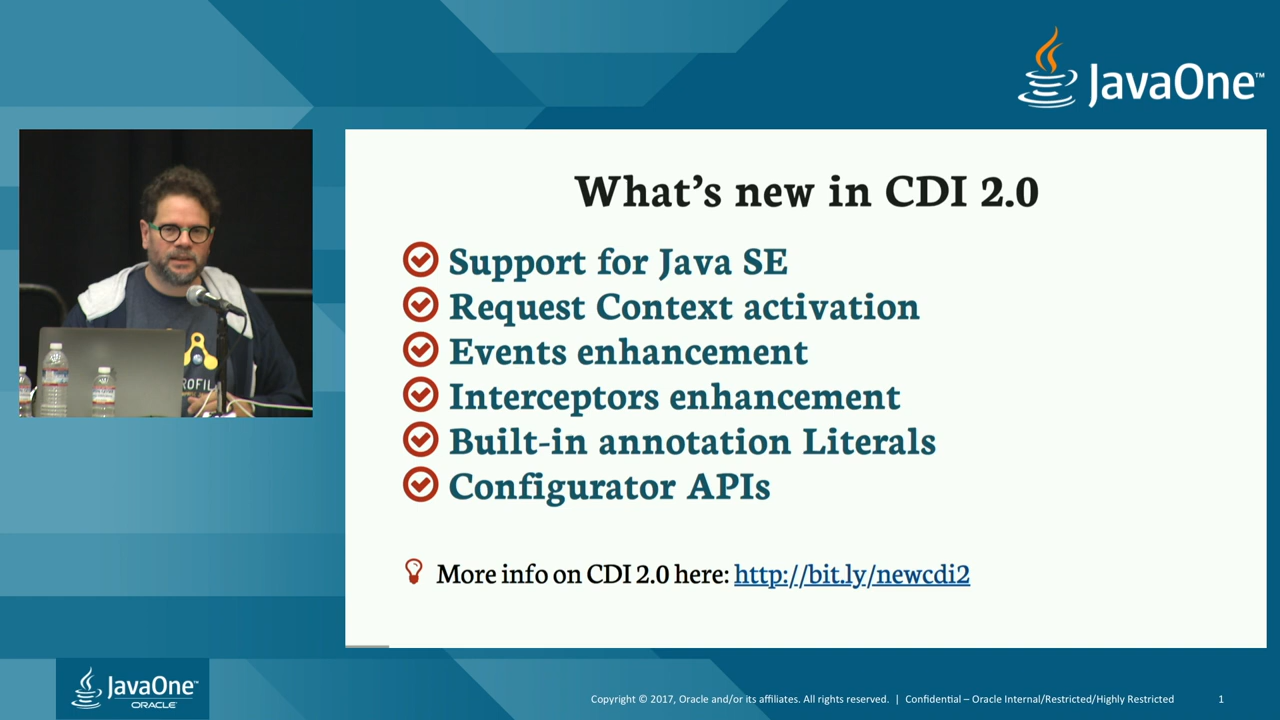 JavaOne™
What's new in CDI 2.0
Support for Java SE
Request Context activation
Events enhancement
Interceptors enhancement
Built-in annotation Literals
Configurator APIs
More info on CDI 2.0 here: http://bit.ly/newcdi2
JavaOne™
ORACLE
Copyright © 2017, Oracle and/or its affiliates. All rights reserved. | Confidential – Oracle Internal/Restricted/Highly Restricted 1